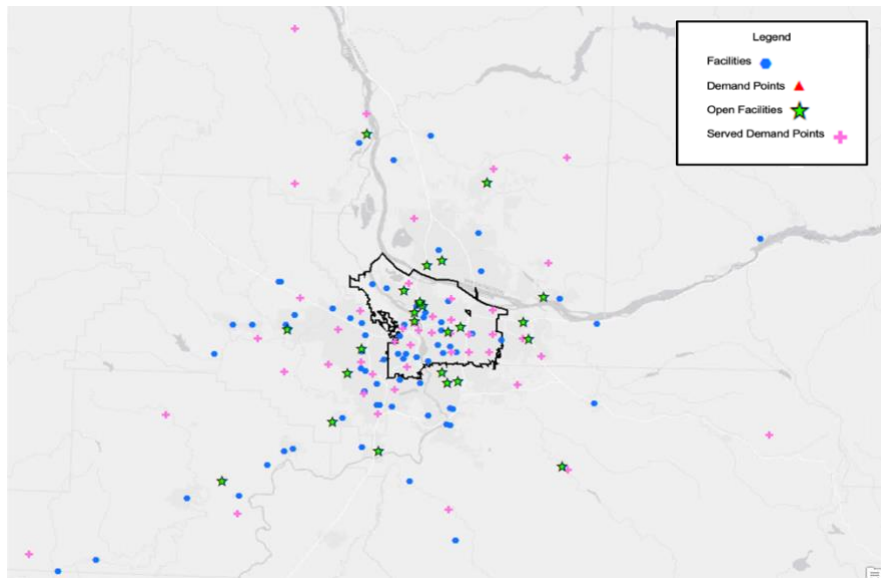 Legend
Facilities
Demand Points
Open Facilities
Served Demand Points